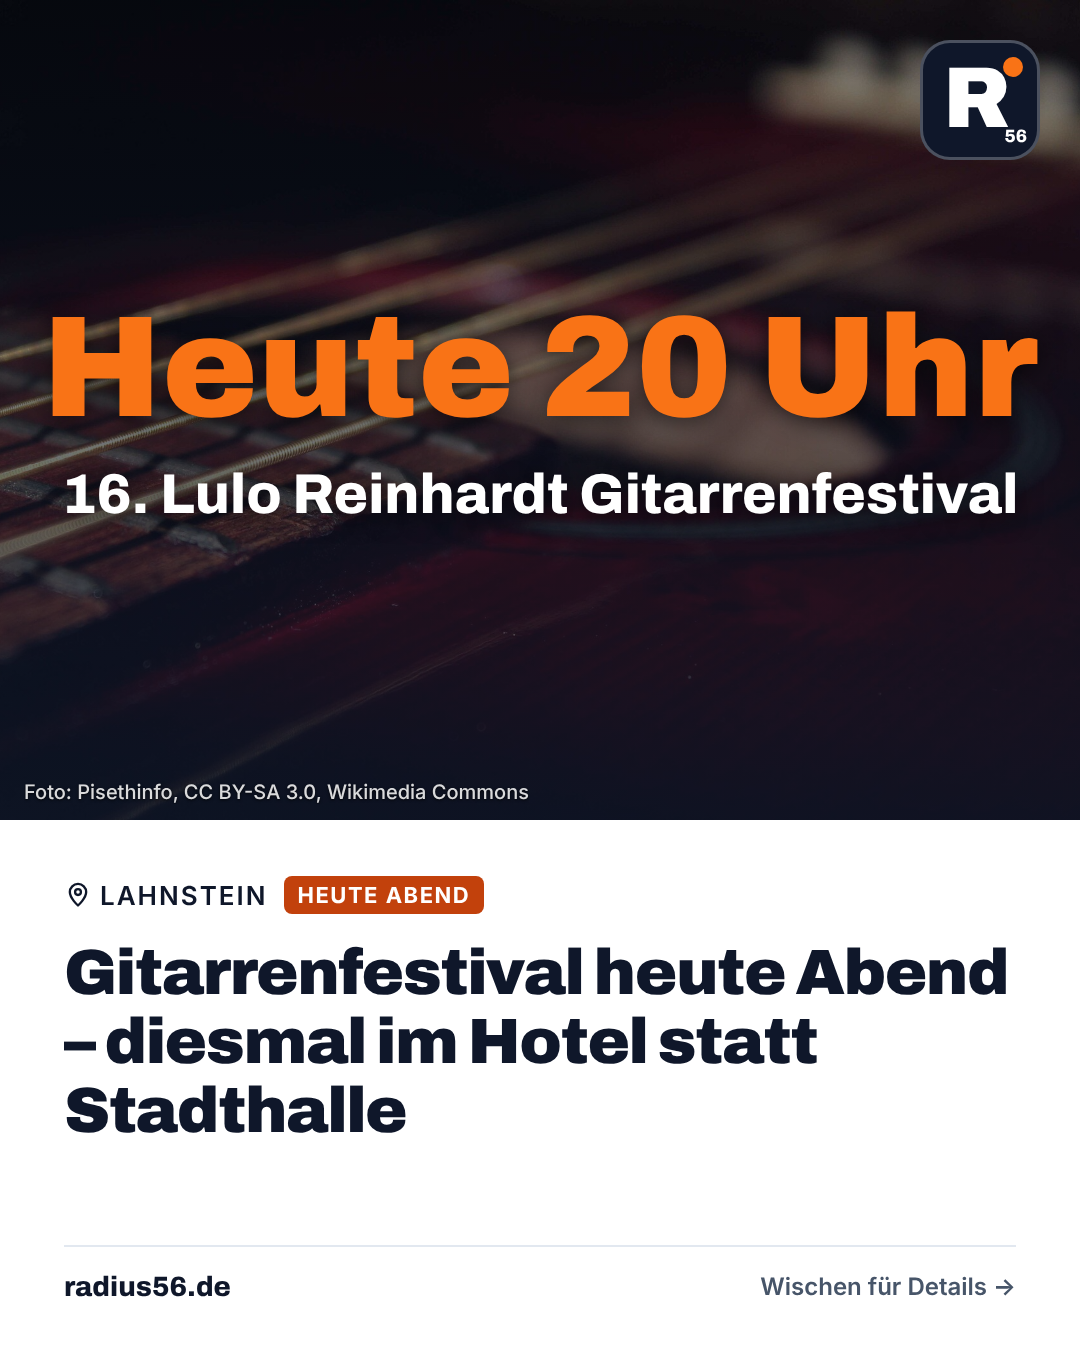 R
56
Heute 20 Uhr
16. Lulo Reinhardt Gitarrenfestival
Foto: Pisethinfo, CC BY-SA 3.0, Wikimedia Commons
LAHNSTEIN
HEUTE ABEND
Gitarrenfestival heute Abend
– diesmal im Hotel statt
Stadthalle
radius56.de
Wischen für Details →